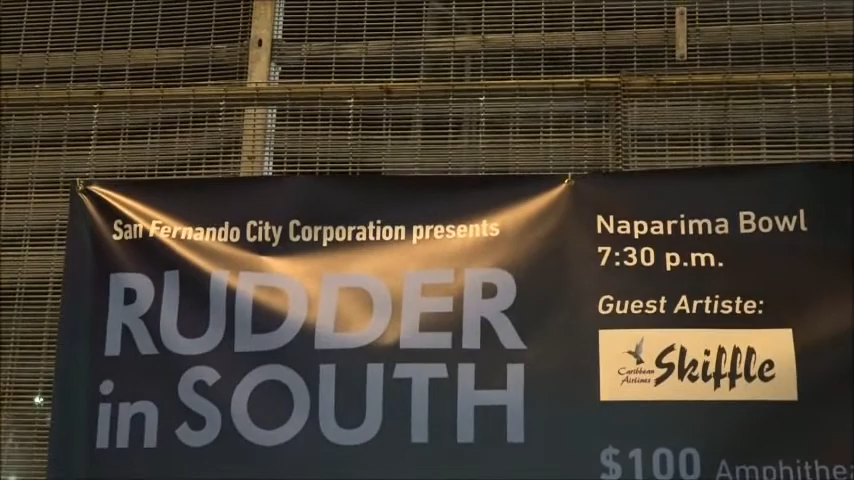 San Fernando City Corporation presents
RUDDER
in SOUTH
Naparima Bowl
7:30 p.m.
Guest Artiste:
Caribbean
Airlines
Skiffle
$100